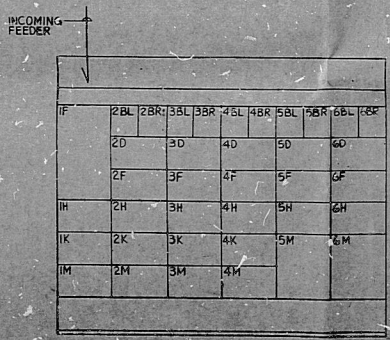 INCOMING
FEEDER
1F 2BL 2BR 3BL 3BR 4BL 4BR 5BL 5BR 6BL 6BR
2D 3D 4D 5D 6D
2F 3F 4F 5F 6F
1H 2H 3H 4H 5H 6H
1K 2K 3K 4K 5M 6M
1M 2M 3M 4M